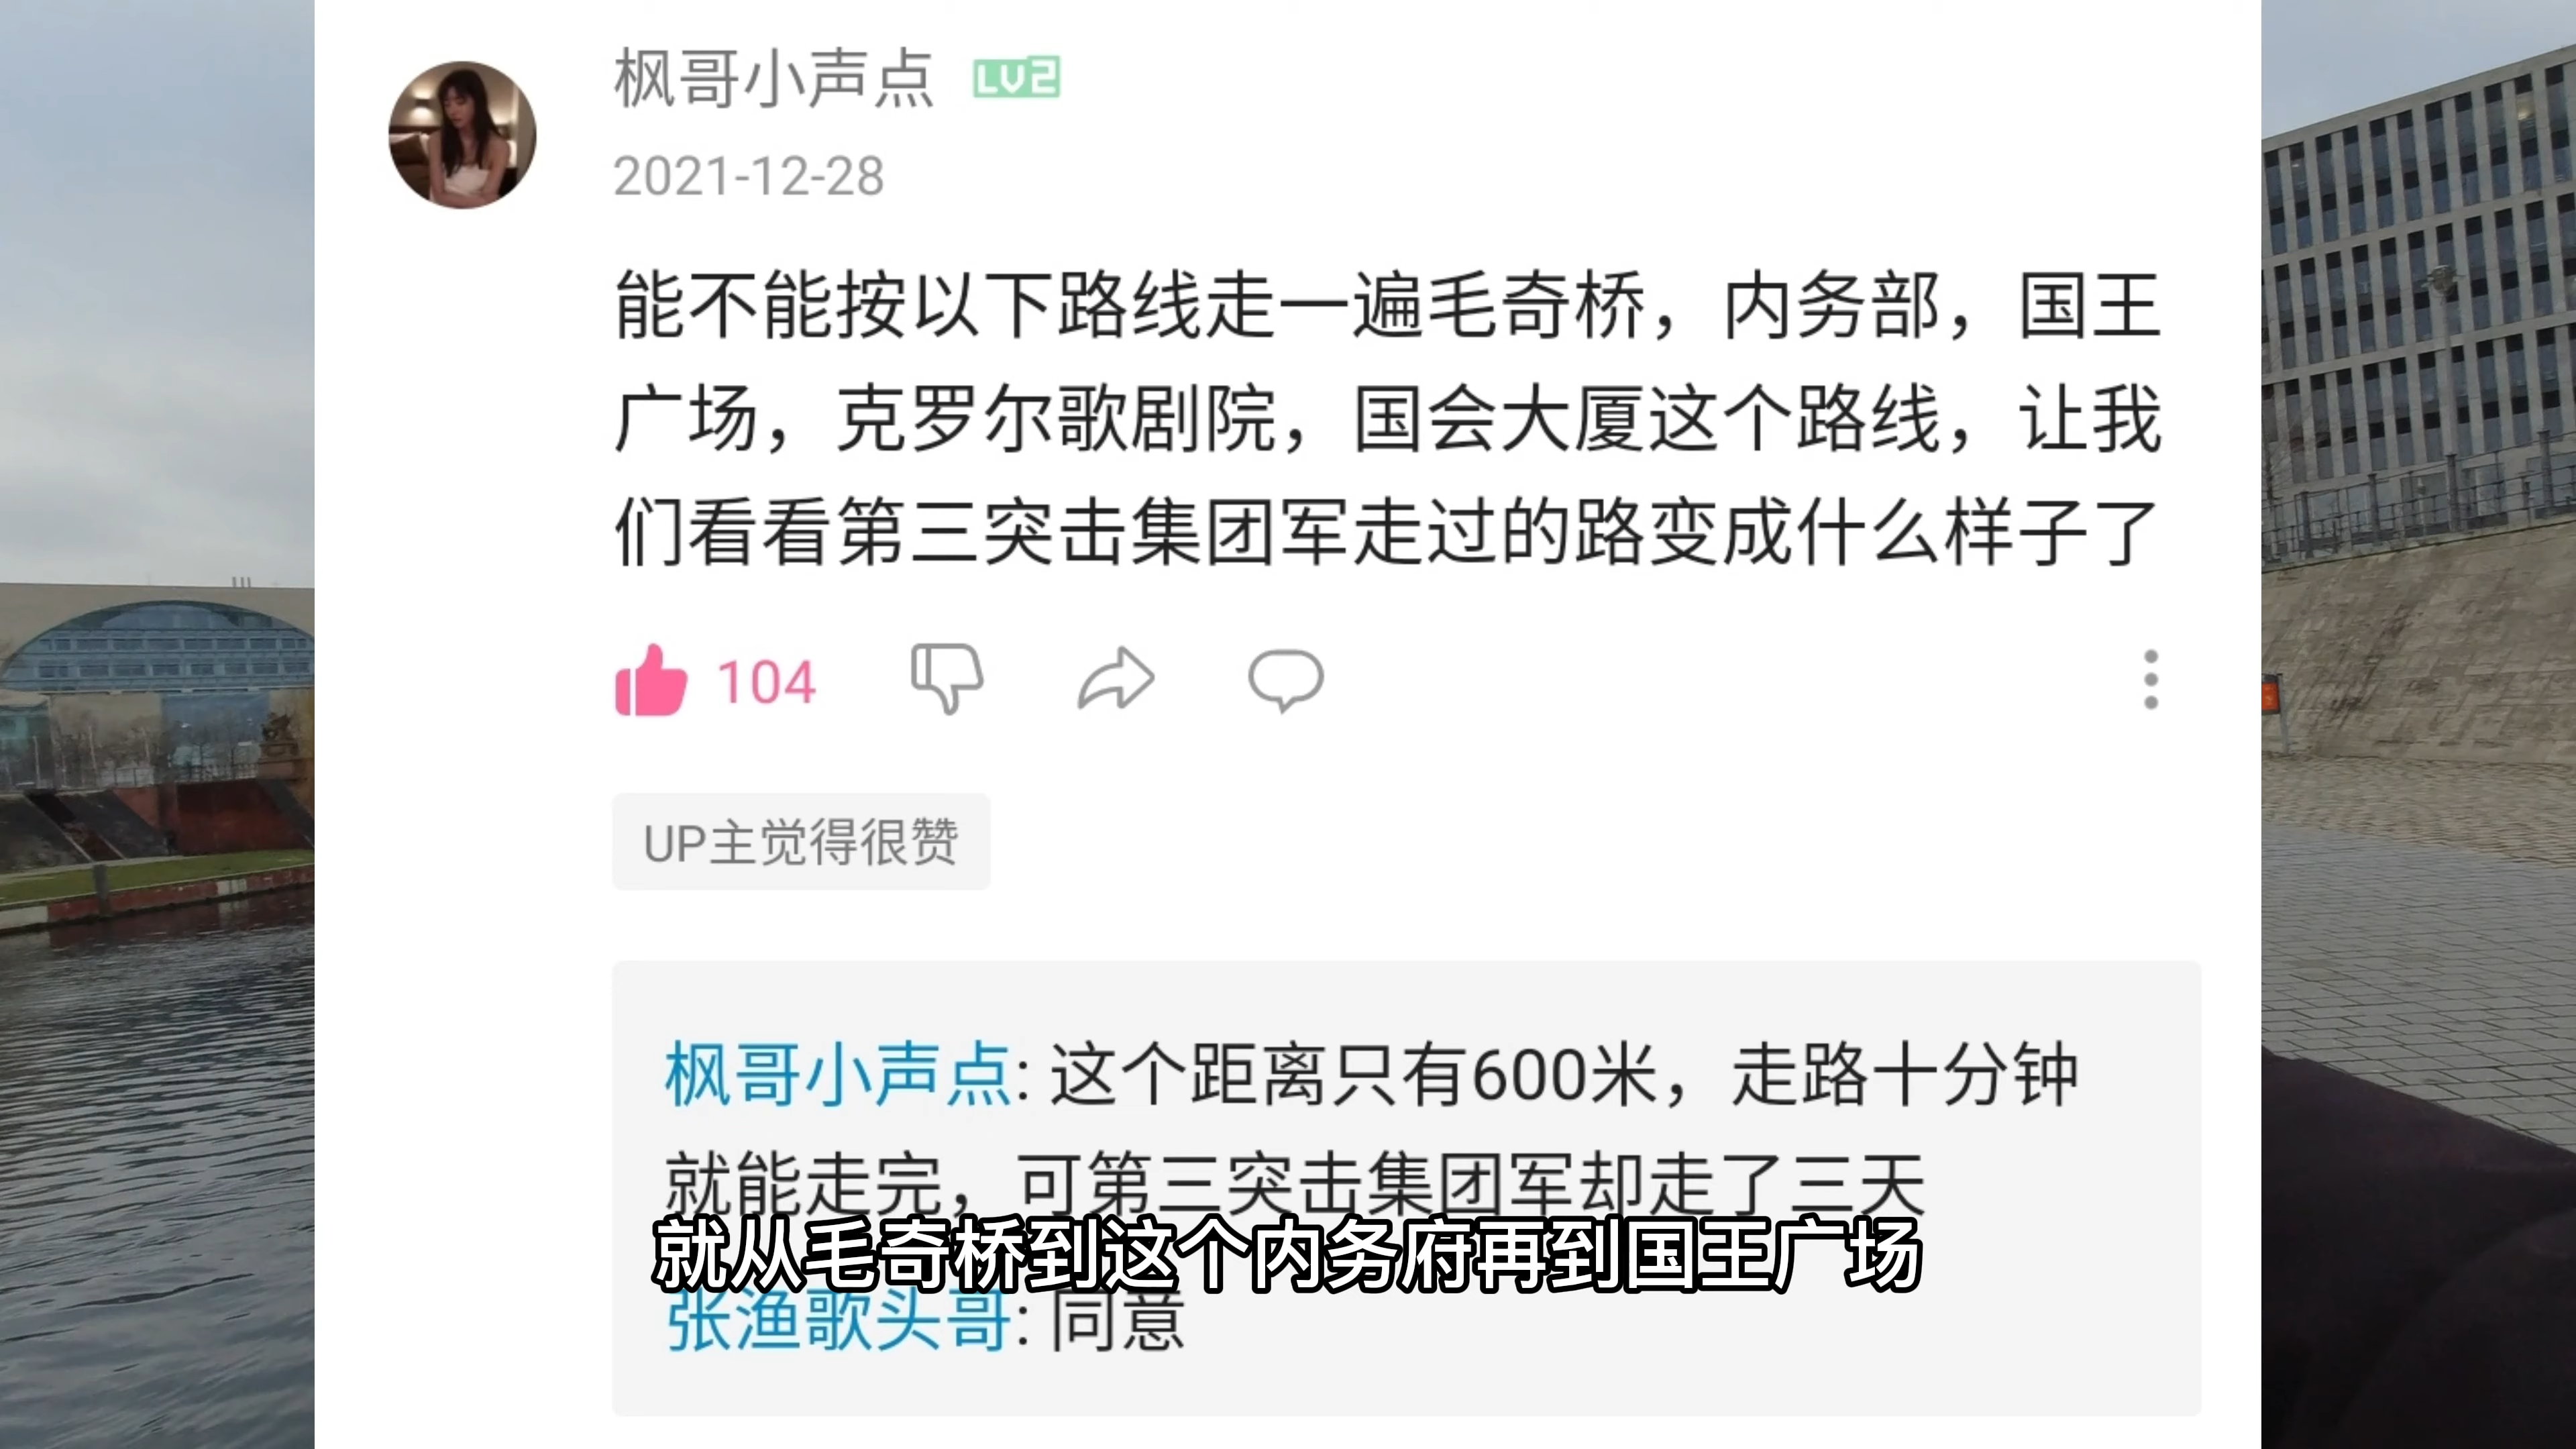 枫哥小声点 LV2
2021-12-28
能不能按以下路线走一遍毛奇桥，内务部，国王
广场，克罗尔歌剧院，国会大厦这个路线，让我
们看看第三突击集团军走过的路变成什么样子了
104
UP主觉得很赞
枫哥小声点: 这个距离只有600米，走路十分钟
就能走完，可第三突击集团军却走了三天
就从毛奇桥到这个内务府再到国王广场
张渔歌头哥: 同意